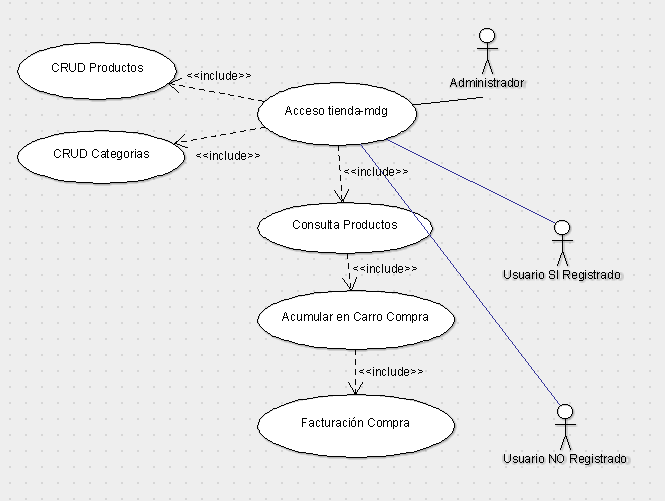 CRUD Productos
<<include>>
Administrador
Acceso tienda-mdg
CRUD Categorias
<<include>>
<<include>>
Consulta Productos
<<include>>
Usuario SI Registrado
Acumular en Carro Compra
<<include>>
Facturación Compra
Usuario NO Registrado